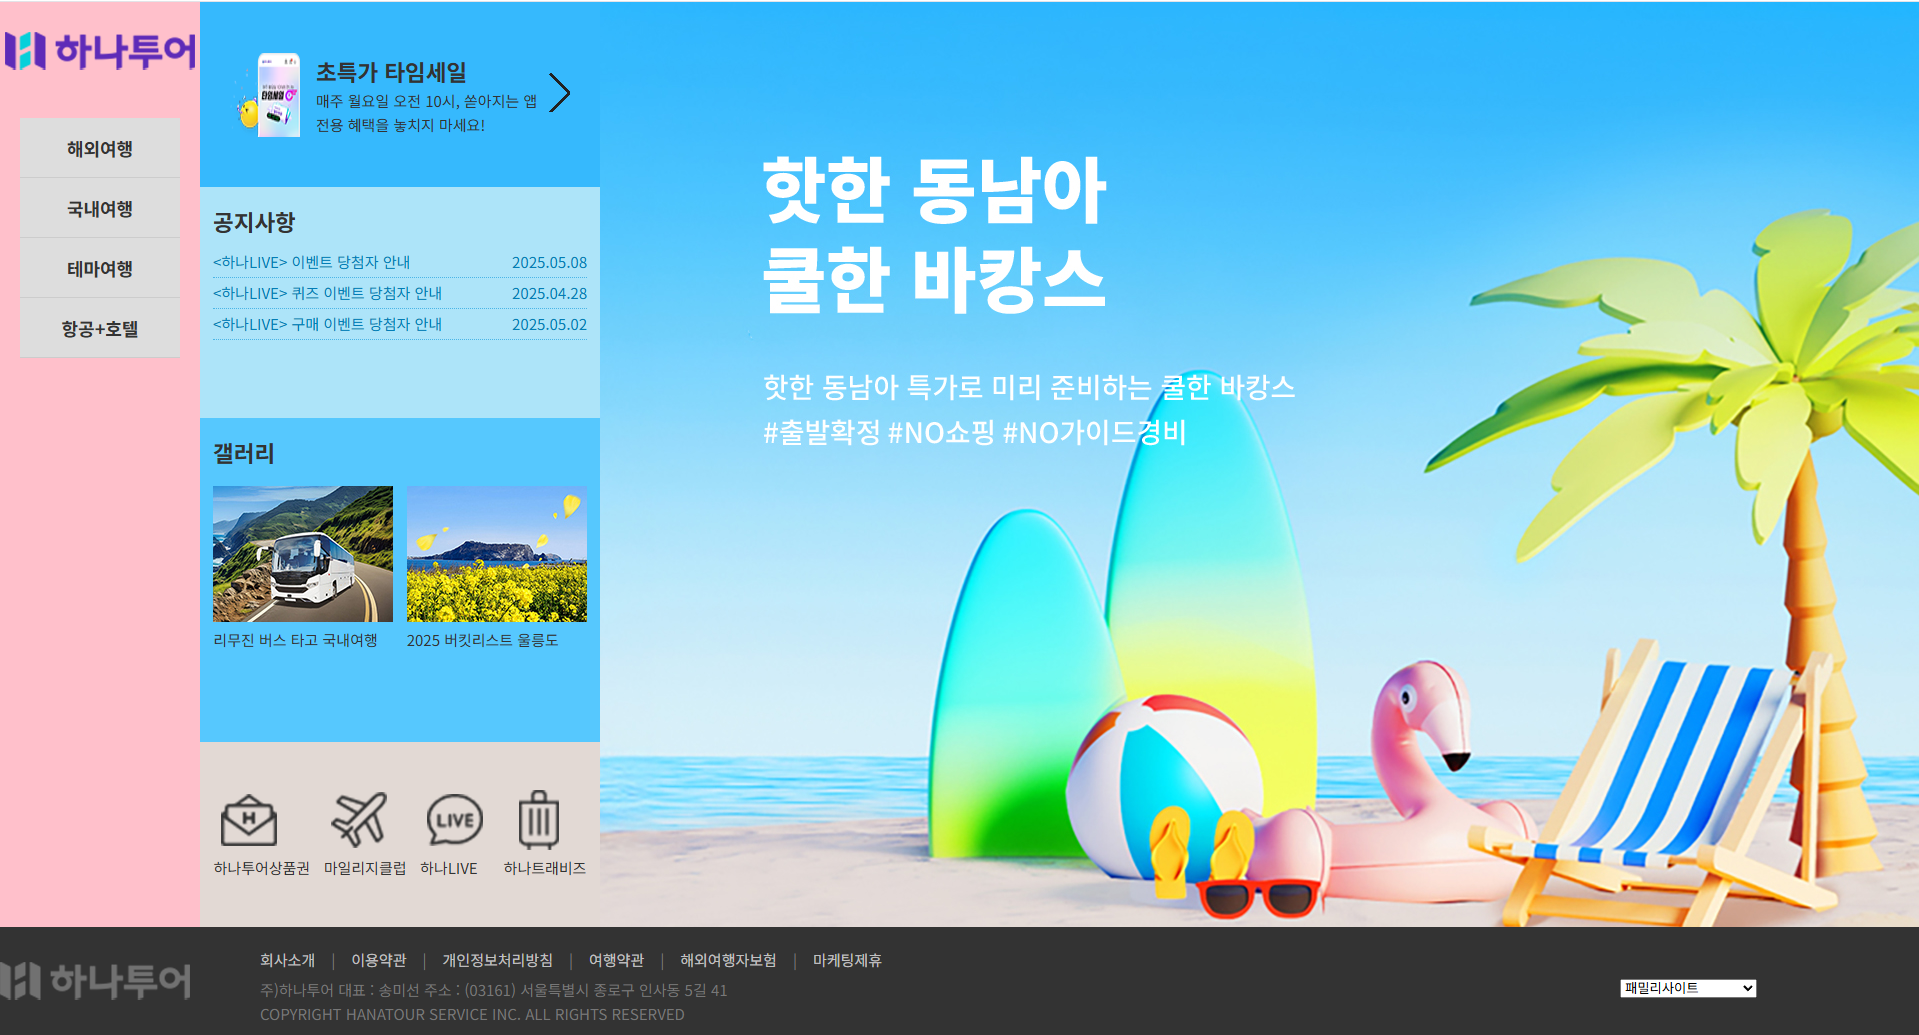 하나투어
해외여행
국내여행
테마여행
항공+호텔
초특가 타임세일
매주 월요일 오전 10시, 쏟아지는 앱
전용 혜택을 놓치지 마세요!
타임세일
공지사항
<하나LIVE> 이벤트 당첨자 안내 2025.05.08
<하나LIVE> 퀴즈 이벤트 당첨자 안내 2025.04.28
<하나LIVE> 구매 이벤트 당첨자 안내 2025.05.02
갤러리
리무진 버스 타고 국내여행
2025 버킷리스트 울릉도
H
LIVE
하나투어상품권
마일리지클럽
하나LIVE
하나트래비즈
핫한 동남아
쿨한 바캉스
핫한 동남아 특가로 미리 준비하는 쿨한 바캉스
#출발확정 #NO쇼핑 #NO가이드경비
하나투어
회사소개 | 이용약관 | 개인정보처리방침 | 여행약관 | 해외여행자보험 | 마케팅제휴
주)하나투어 대표 : 송미선 주소 : (03161) 서울특별시 종로구 인사동 5길 41
COPYRIGHT HANATOUR SERVICE INC. ALL RIGHTS RESERVED
패밀리사이트